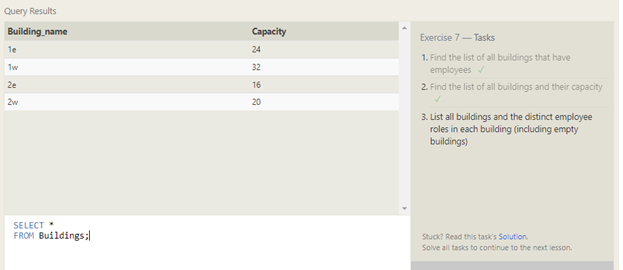 Query Results
Building_name Capacity
1e 24
1w 32
2e 16
2w 20
SELECT *
FROM Buildings;
Exercise 7 — Tasks
1. Find the list of all buildings that have
employees ✓
2. Find the list of all buildings and their capacity
✓
3. List all buildings and the distinct employee
roles in each building (including empty
buildings)
Stuck? Read this task's Solution.
Solve all tasks to continue to the next lesson.